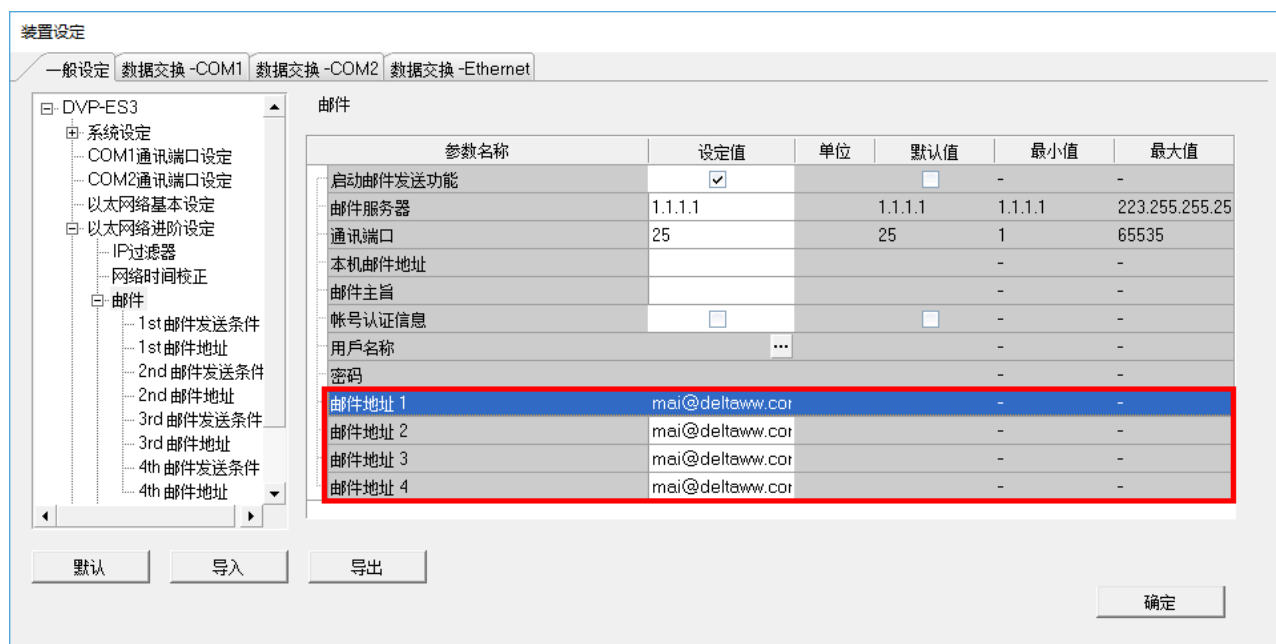 装置设定
一般设定 数据交换 -COM1 数据交换 -COM2 数据交换 -Ethernet
DVP-ES3
系统设定
COM1通讯端口设定
COM2通讯端口设定
以太网络基本设定
以太网络进阶设定
IP过滤器
网络时间校正
邮件
1st邮件发送条件
1st邮件地址
2nd 邮件发送条件
2nd 邮件地址
3rd 邮件发送条件
3rd 邮件地址
4th 邮件发送条件
4th 邮件地址
邮件
参数名称 设定值 单位 默认值 最小值 最大值
启动邮件发送功能 - -
邮件服务器 1.1.1.1 1.1.1.1 1.1.1.1 223.255.255.25
通讯端口 25 25 1 65535
本机邮件地址 - -
邮件主旨 - -
帐号认证信息 - -
用戶名称 ... - -
密码 - -
邮件地址 1 mai@deltaww.cor - -
邮件地址 2 mai@deltaww.cor - -
邮件地址 3 mai@deltaww.cor - -
邮件地址 4 mai@deltaww.cor - -
默认 导入 导出
确定